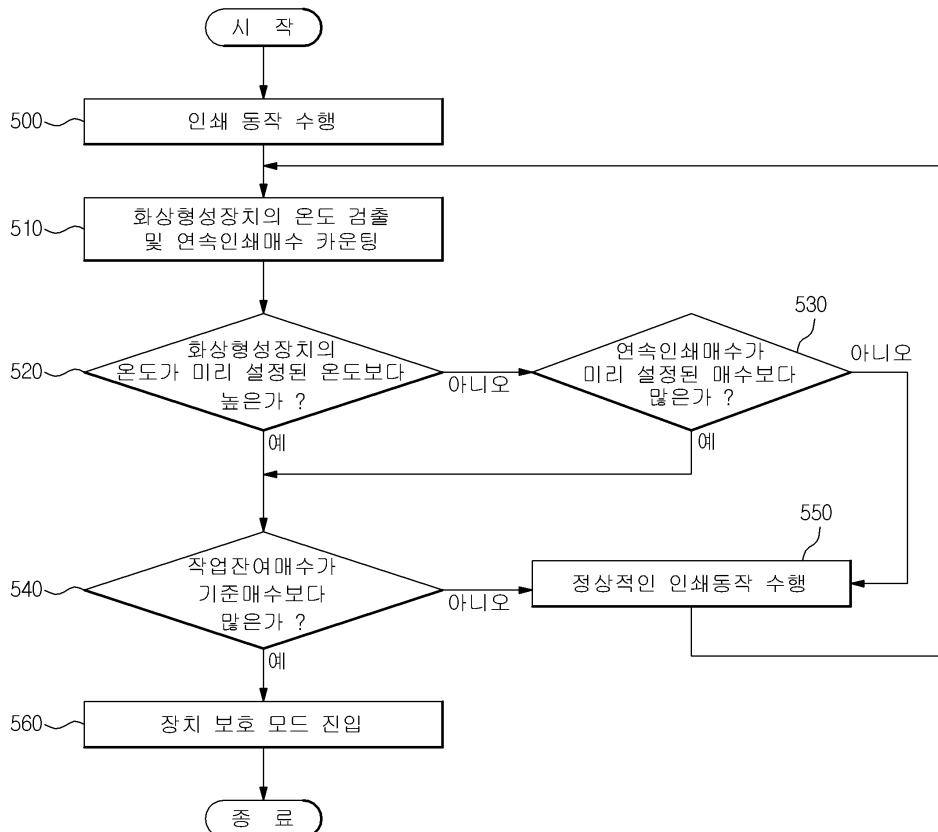 시 작
500
인쇄 동작 수행
510
화상형성장치의 온도 검출
및 연속인쇄매수 카운팅
520
화상형성장치의
온도가 미리 설정된 온도보다
높은가 ?
아니오
예
530
연속인쇄매수가
미리 설정된 매수보다
많은가 ?
아니오
예
540
작업잔여매수가
기준매수보다
많은가 ?
아니오
예
550
정상적인 인쇄동작 수행
560
장치 보호 모드 진입
종 료